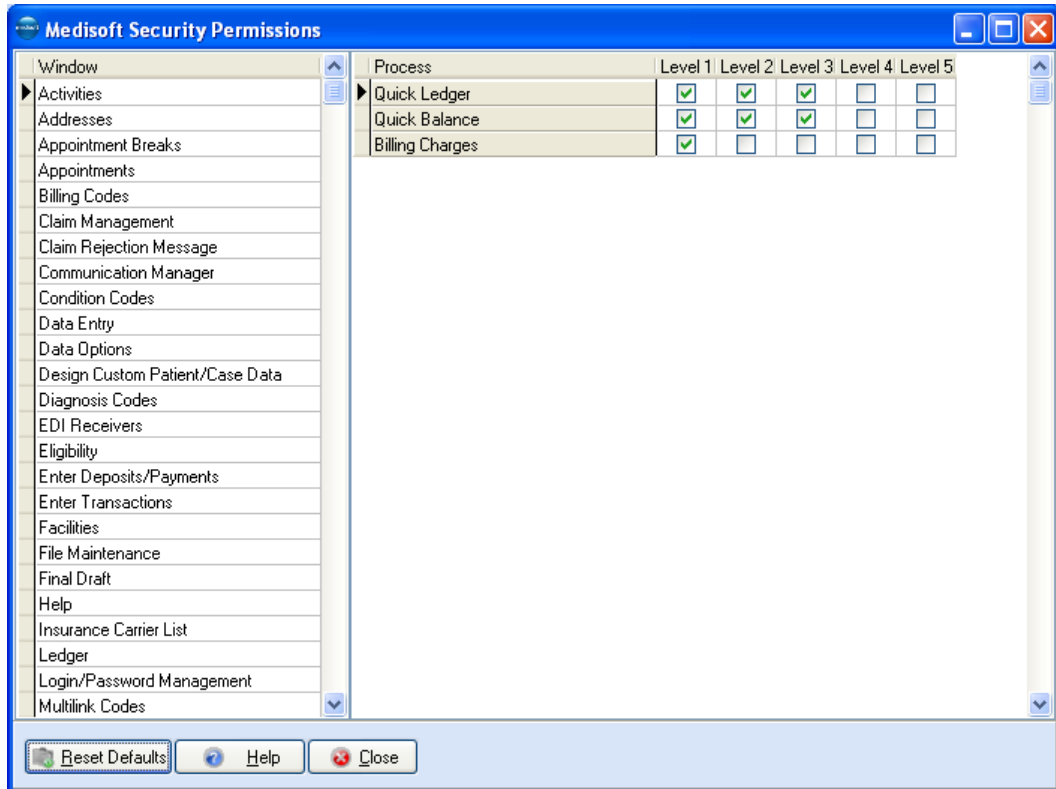 Medisoft Security Permissions
Window
Activities
Addresses
Appointment Breaks
Appointments
Billing Codes
Claim Management
Claim Rejection Message
Communication Manager
Condition Codes
Data Entry
Data Options
Design Custom Patient/Case Data
Diagnosis Codes
EDI Receivers
Eligibility
Enter Deposits/Payments
Enter Transactions
Facilities
File Maintenance
Final Draft
Help
Insurance Carrier List
Ledger
Login/Password Management
Multilink Codes
Process Level 1 Level 2 Level 3 Level 4 Level 5
Quick Ledger
Quick Balance
Billing Charges
Reset Defaults Help Close